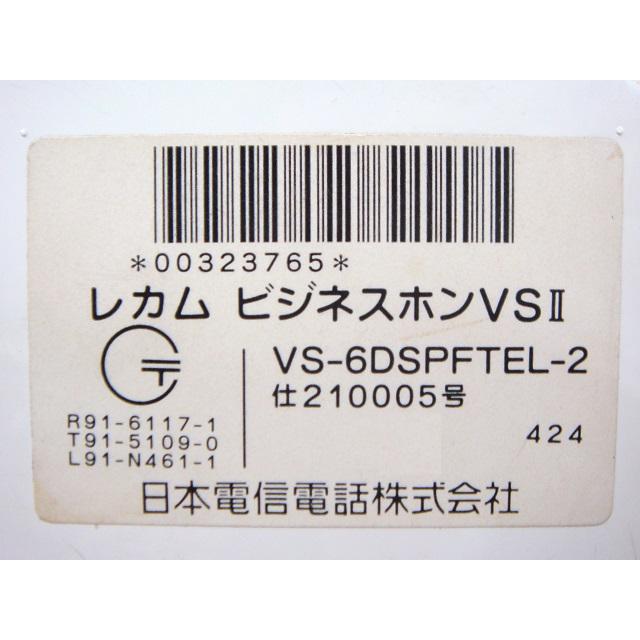 *00323765*
レカム ビジネスホンVSⅡ
VS-6DSPFTEL-2
仕210005号
R91-6117-1
T91-5109-0
L91-N461-1
424
日本電信電話株式会社